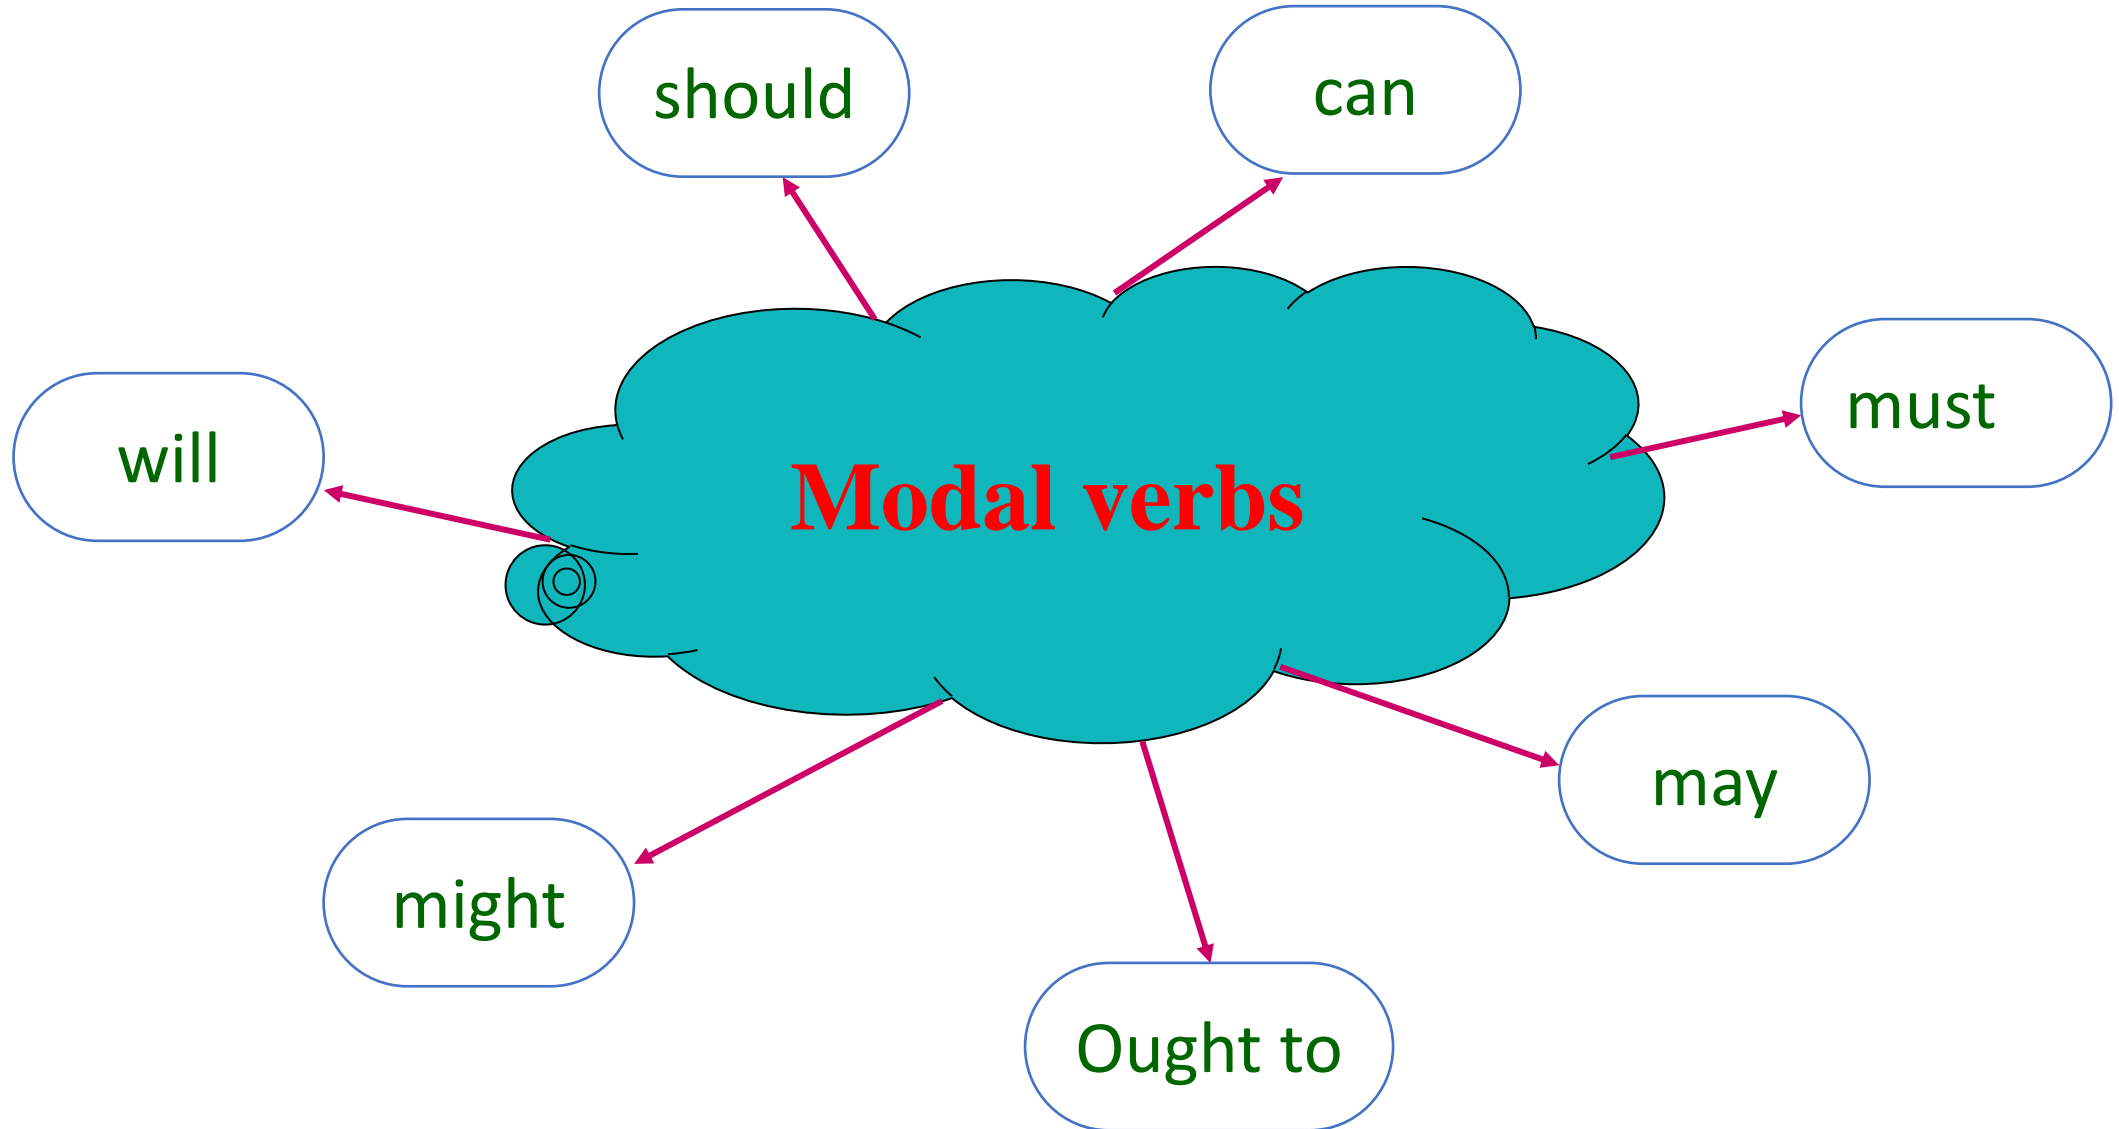 should
can
must
will
Modal verbs
may
might
Ought to